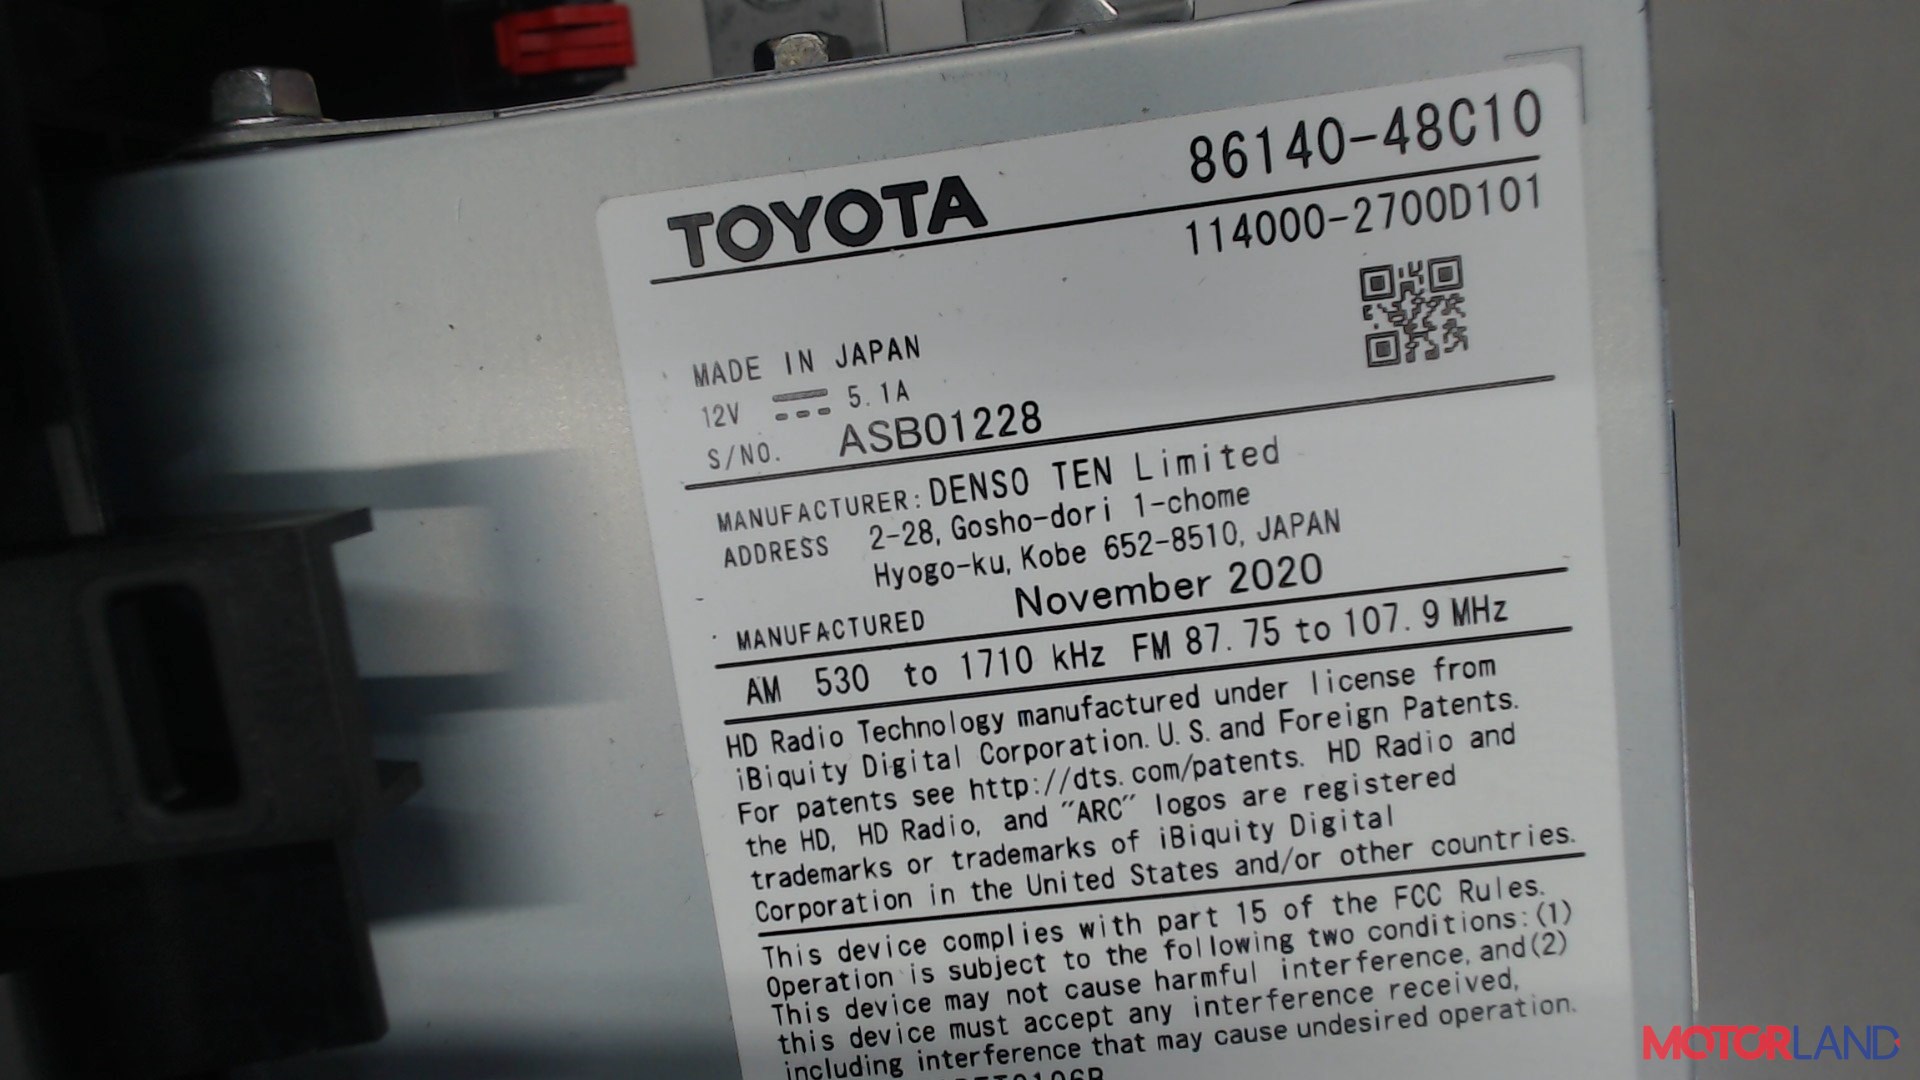 86140-48C10
TOYOTA
114000-2700D101
MADE IN JAPAN
12V 5.1A
S/NO. ASB01228
MANUFACTURER: DENSO TEN Limited
ADDRESS 2-28, Gosho-dori 1-chome
Hyogo-ku, Kobe 652-8510, JAPAN
MANUFACTURED November 2020
AM 530 to 1710 kHz FM 87.75 to 107.9 MHz
HD Radio Technology manufactured under license from
iBiquity Digital Corporation. U.S. and Foreign Patents.
For patents see http://dts.com/patents. HD Radio and
the HD, HD Radio, and "ARC" logos are registered
trademarks or trademarks of iBiquity Digital
Corporation in the United States and/or other countries.
This device complies with part 15 of the FCC Rules.
Operation is subject to the following two conditions: (1)
This device may not cause harmful interference, and (2)
this device must accept any interference received,
including interference that may cause undesired operation.
MOTORLAND